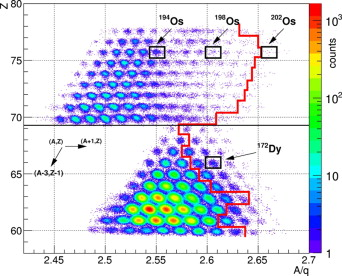 Z
80
75
70
65
60
194Os
198Os
202Os
172Dy
(A,Z)
(A+1,Z)
(A-3,Z-1)
2.45
2.5
2.55
2.6
2.65
2.7
A/q
counts
10³
10²
10
1